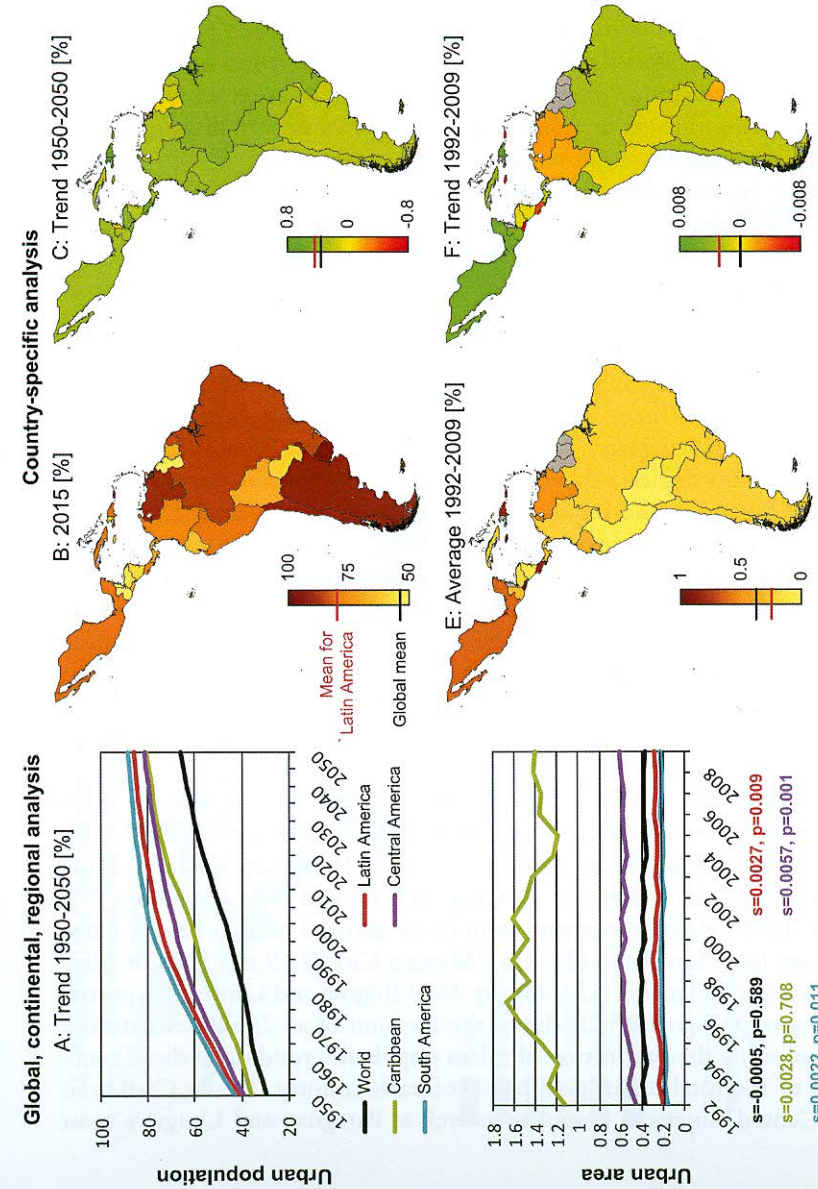 Global, continental, regional analysis
Country-specific analysis
A: Trend 1950-2050 [%]
Urban population
100
80
60
40
20
1950
1960
1970
1980
1990
2000
2010
2020
2030
2040
2050
World
Latin America
Caribbean
Central America
South America
B: 2015 [%]
100
75
50
Mean for
Latin America
Global mean
C: Trend 1950-2050 [%]
0.8
0
-0.8
Urban area
1.8
1.6
1.4
1.2
1
0.8
0.6
0.4
0.2
1992
1994
1996
1998
2000
2002
2004
2006
2008
s=-0.0005, p=0.589
s=0.0027, p=0.009
s=0.0028, p=0.708
s=0.0057, p=0.001
s=0.0022, p=0.011
E: Average 1992-2009 [%]
1
0.5
0
F: Trend 1992-2009 [%]
0.008
0
-0.008